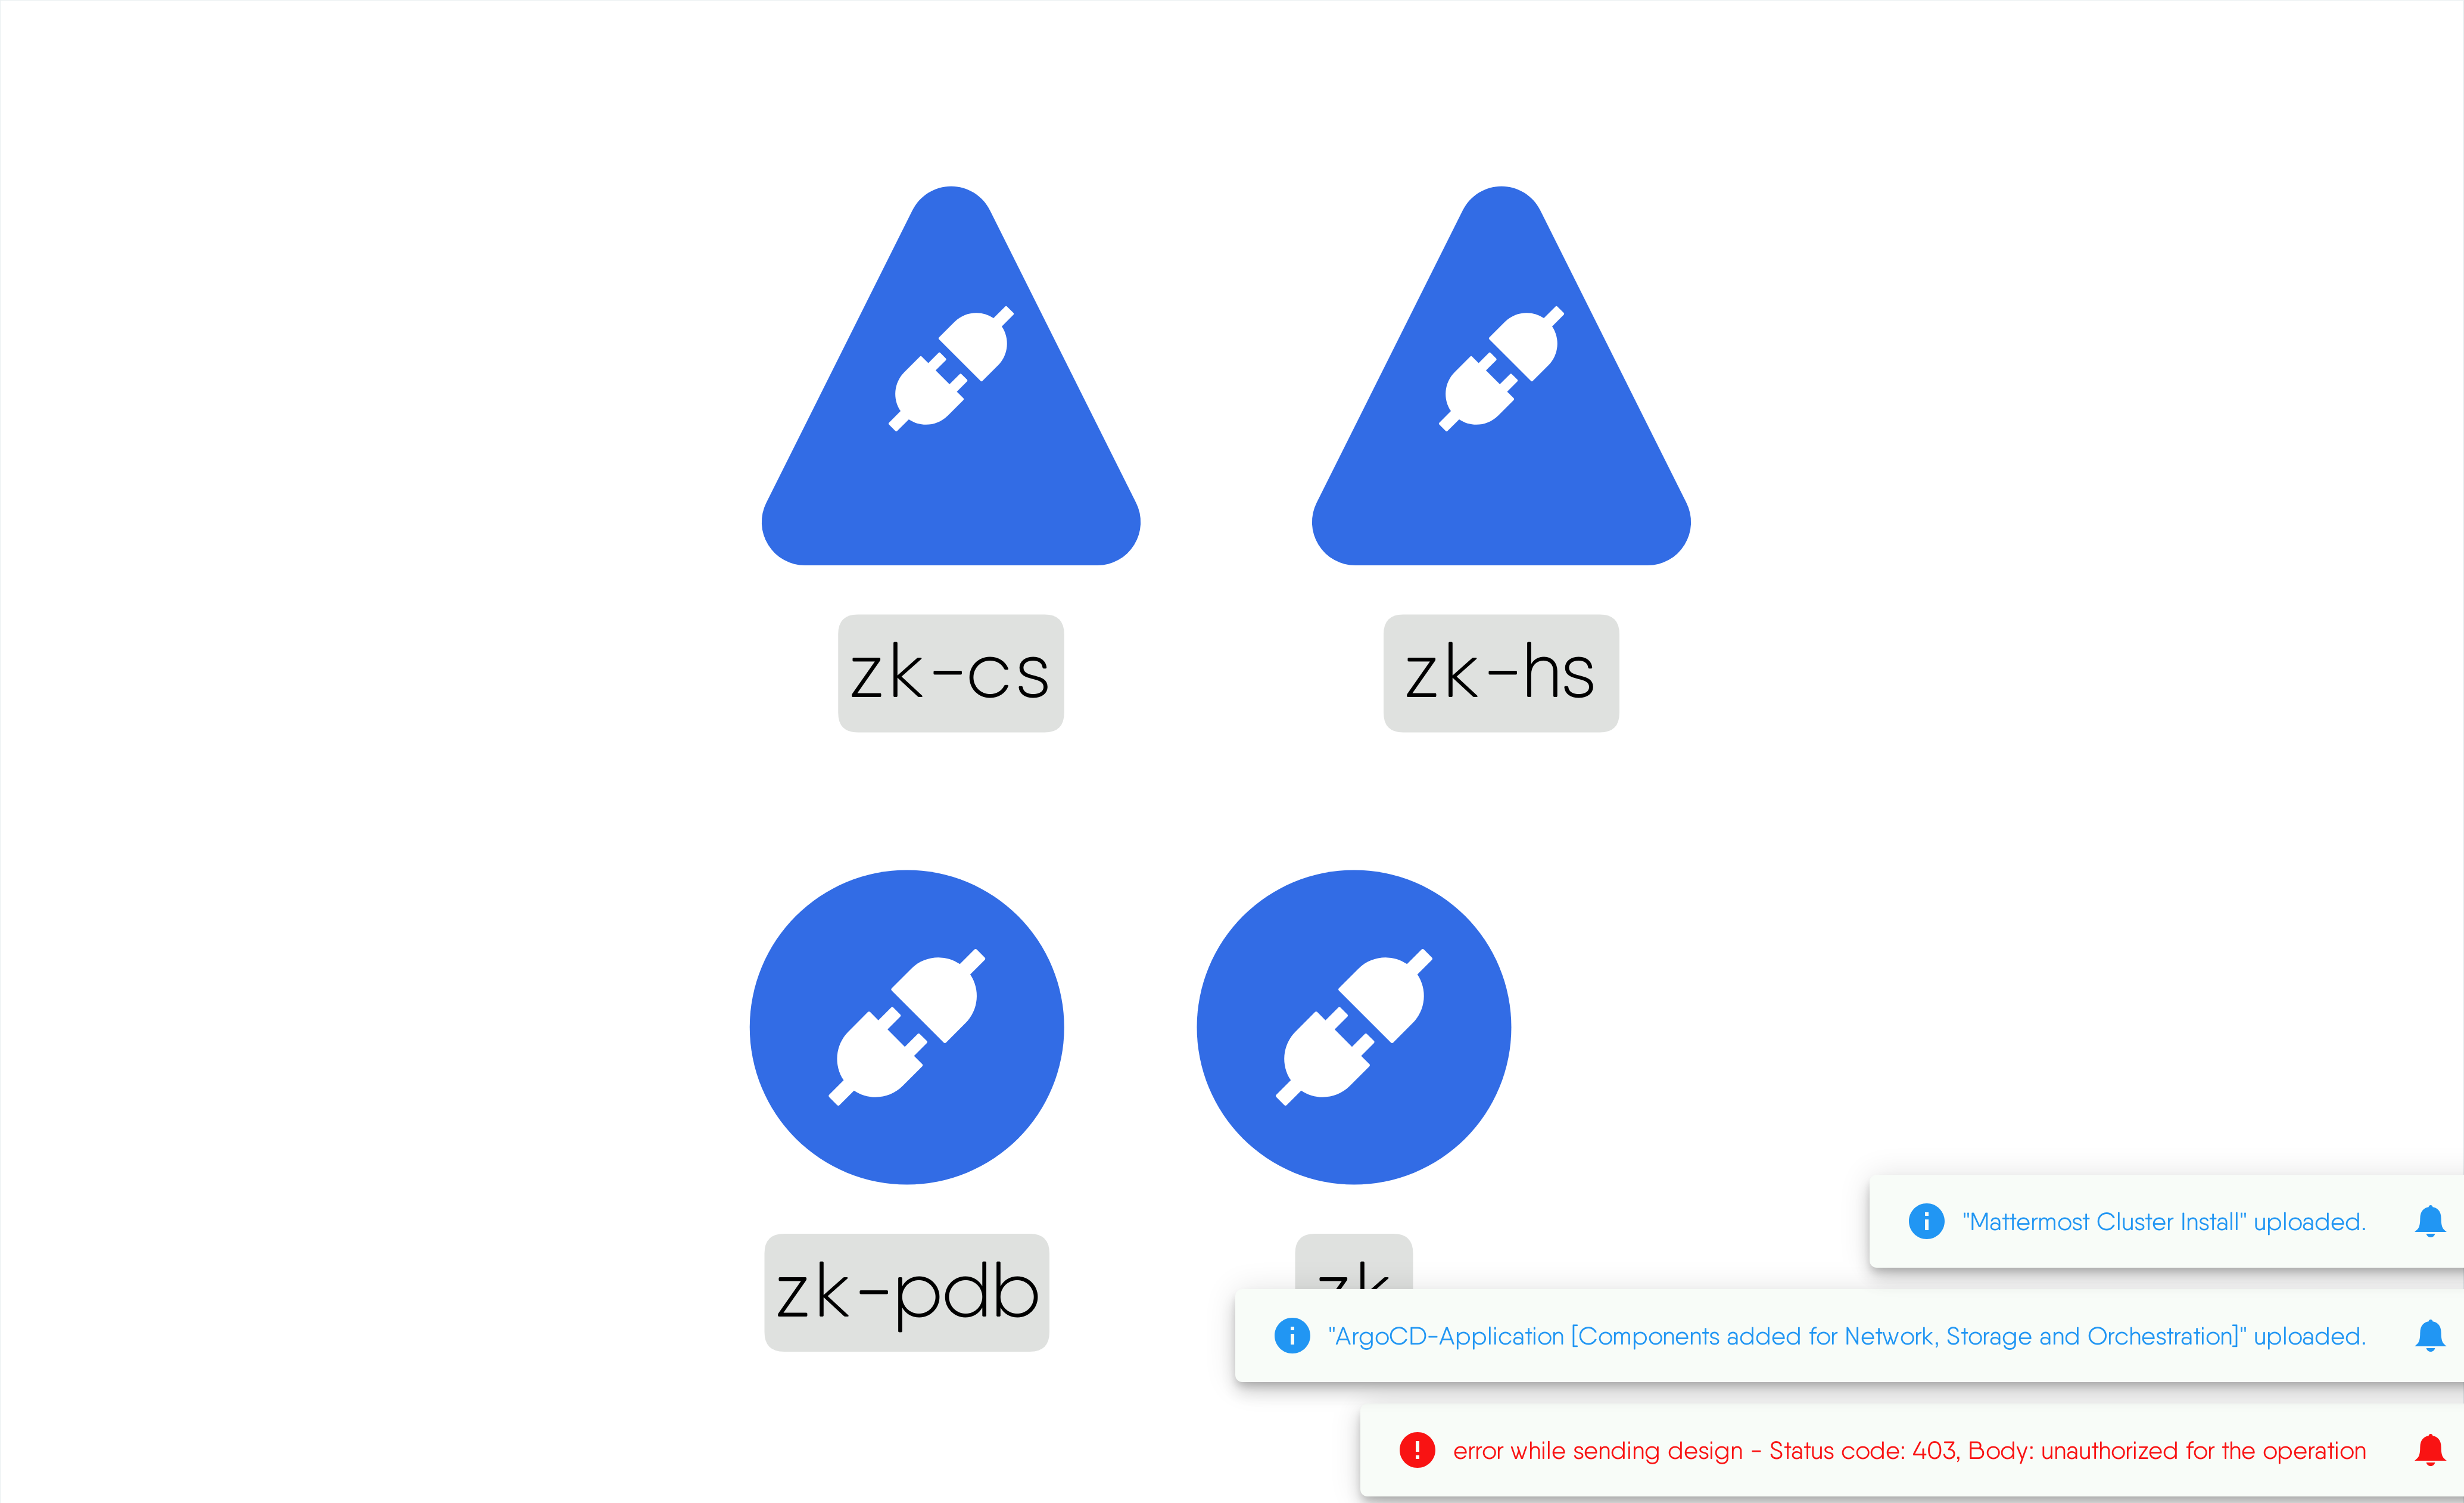 zk-cs
zk-hs
zk-pdb
zk
"Mattermost Cluster Install" uploaded.
"ArgoCD-Application [Components added for Network, Storage and Orchestration]" uploaded.
error while sending design - Status code: 403, Body: unauthorized for the operation